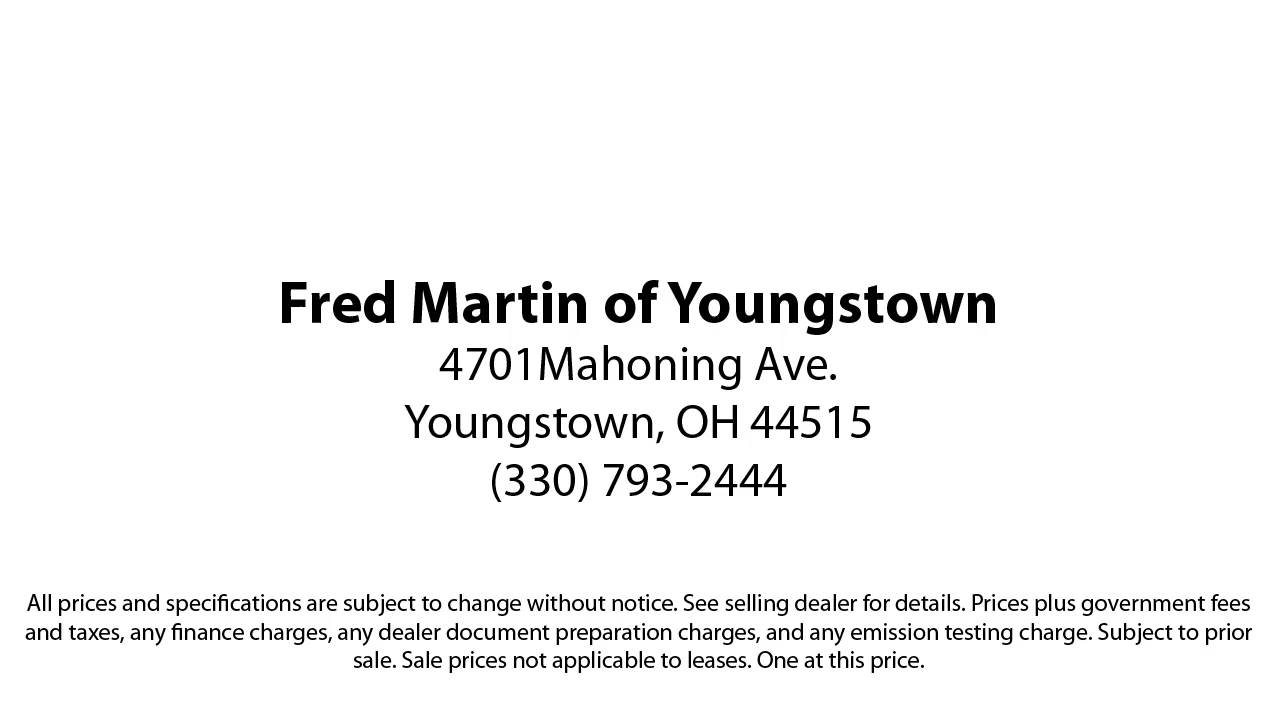 Fred Martin of Youngstown
4701Mahoning Ave.
Youngstown, OH 44515
(330) 793-2444
All prices and specifications are subject to change without notice. See selling dealer for details. Prices plus government fees
and taxes, any finance charges, any dealer document preparation charges, and any emission testing charge. Subject to prior
sale. Sale prices not applicable to leases. One at this price.